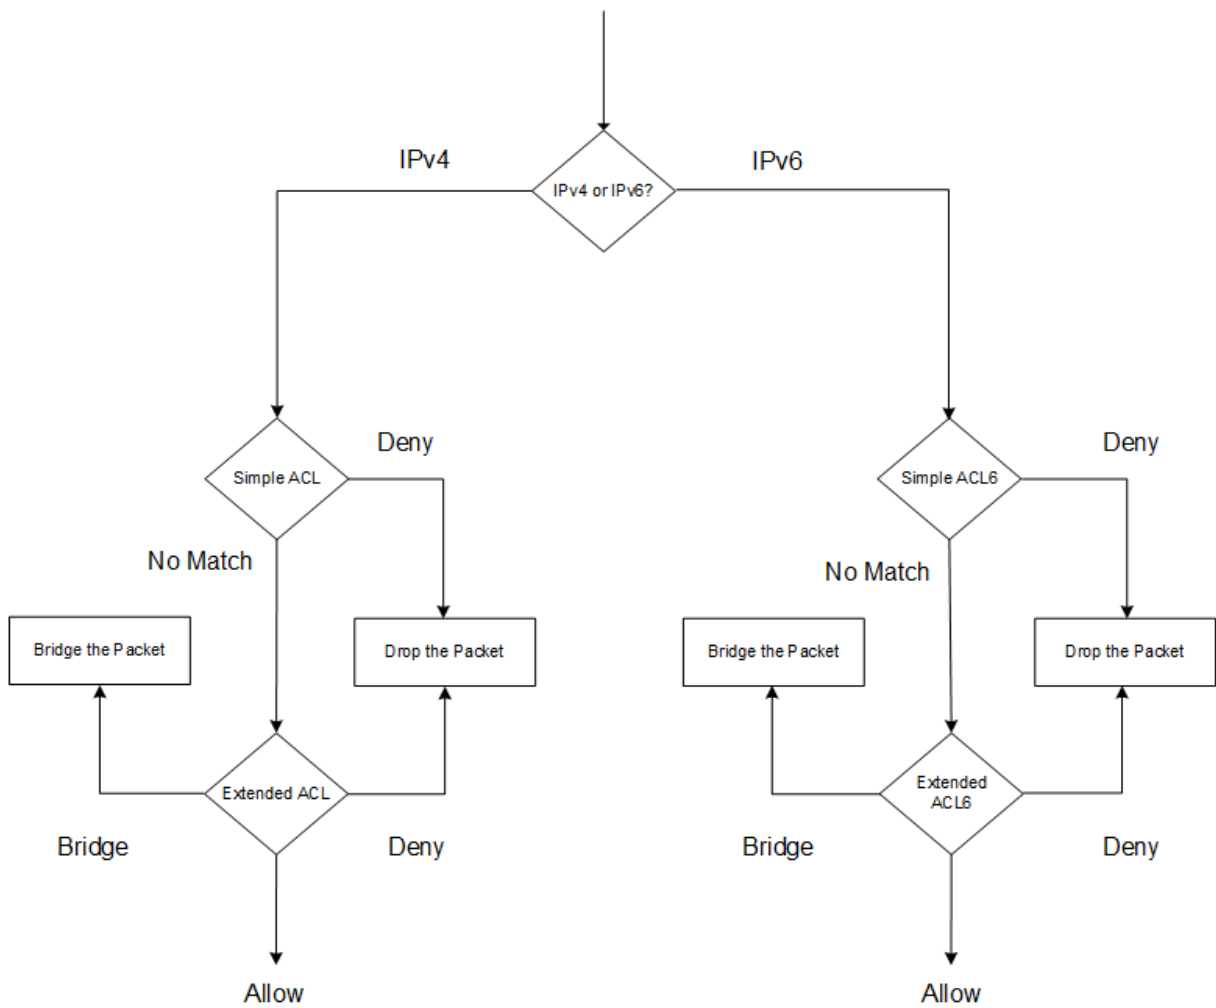 IPv4
IPv6
IPv4 or IPv6?
Deny
Deny
Simple ACL
Simple ACL6
No Match
No Match
Bridge the Packet
Drop the Packet
Bridge the Packet
Drop the Packet
Extended ACL
Extended
ACL6
Bridge
Deny
Bridge
Deny
Allow
Allow